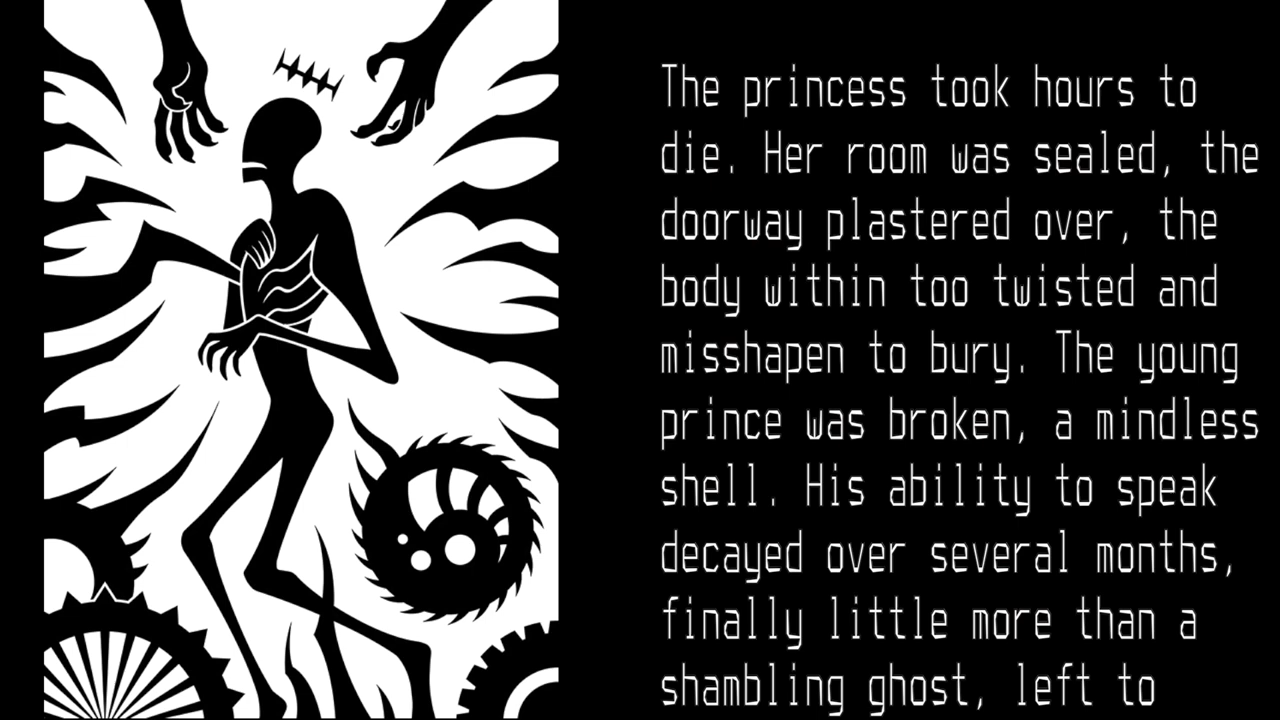 The princess took hours to
die. Her room was sealed, the
doorway plastered over, the
body within too twisted and
misshapen to bury. The young
prince was broken, a mindless
shell. His ability to speak
decayed over several months,
finally little more than a
shambling ghost, left to